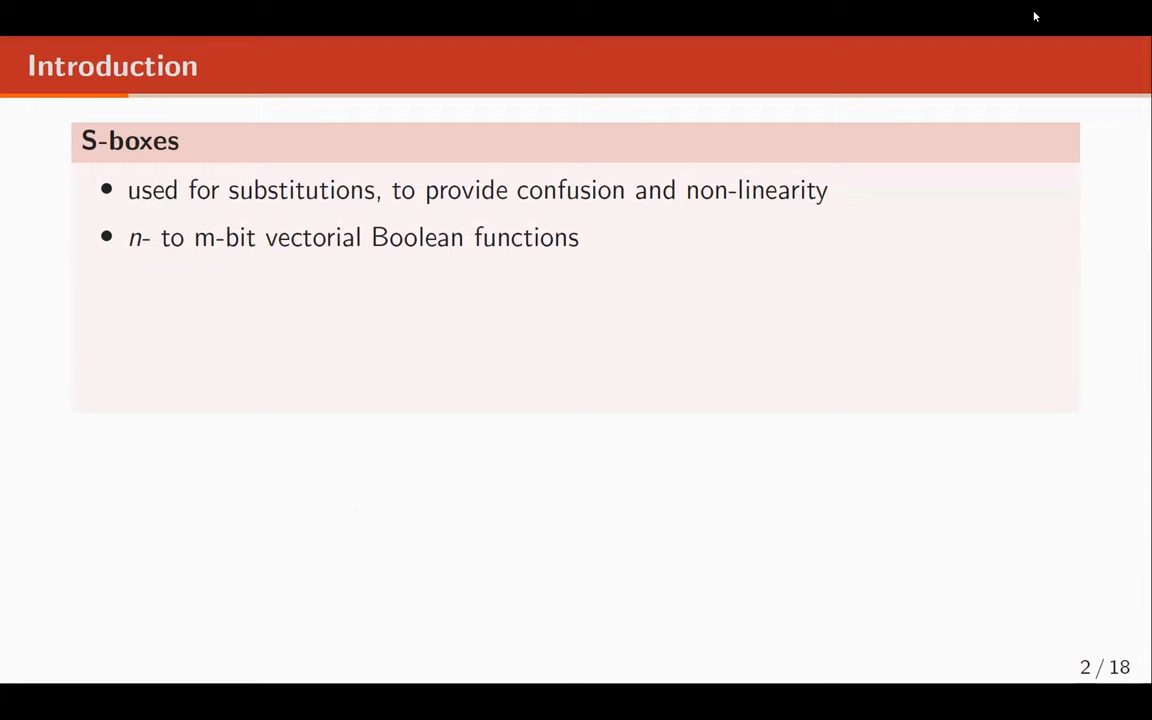 Introduction
S-boxes
• used for substitutions, to provide confusion and non-linearity
• n- to m-bit vectorial Boolean functions
2 / 18